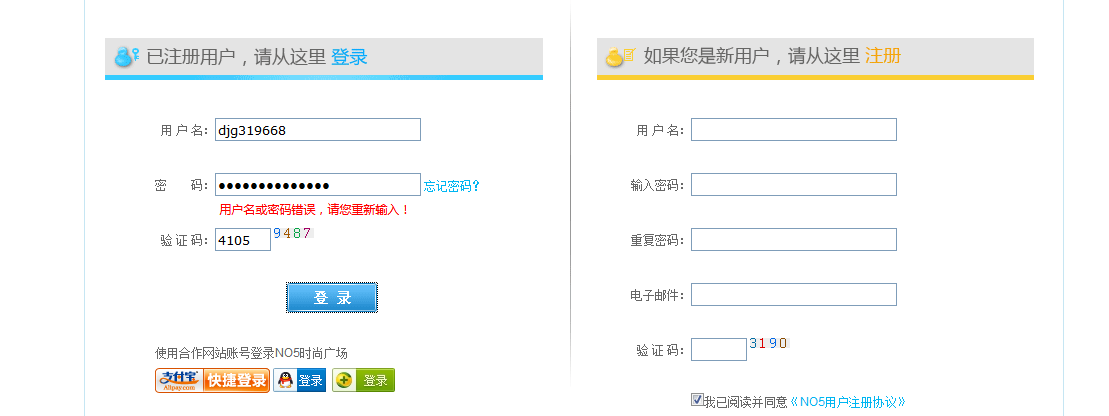 已注册用户，请从这里 登录
用 户 名： djg319668
密 码： ●●●●●●●●●●●●●● 忘记密码？
用户名或密码错误，请您重新输入！
验 证 码： 4105 9487
登 录
使用合作网站账号登录NO5时尚广场
支付宝 Alipay.com 快捷登录 登录 登录
如果您是新用户，请从这里 注册
用 户 名：
输入密码：
重复密码：
电子邮件：
验 证 码： 3190
我已阅读并同意《NO5用户注册协议》